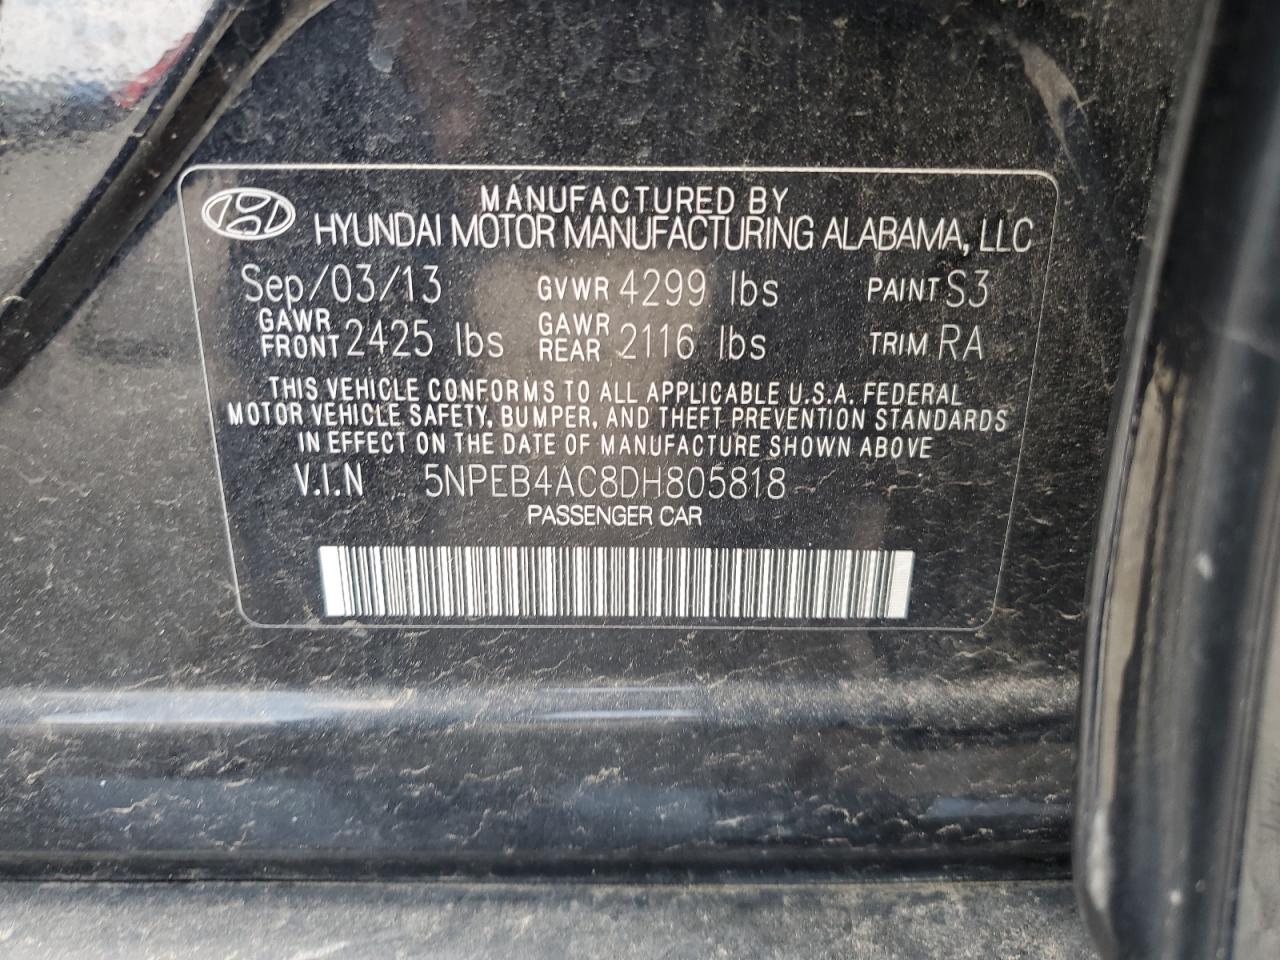 MANUFACTURED BY
HYUNDAI MOTOR MANUFACTURING ALABAMA, LLC
Sep/03/13 GVWR 4299 lbs PAINT S3
GAWR FRONT 2425 lbs GAWR REAR 2116 lbs TRIM RA
THIS VEHICLE CONFORMS TO ALL APPLICABLE U.S.A. FEDERAL
MOTOR VEHICLE SAFETY, BUMPER, AND THEFT PREVENTION STANDARDS
IN EFFECT ON THE DATE OF MANUFACTURE SHOWN ABOVE
V.I.N 5NPEB4AC8DH805818
PASSENGER CAR